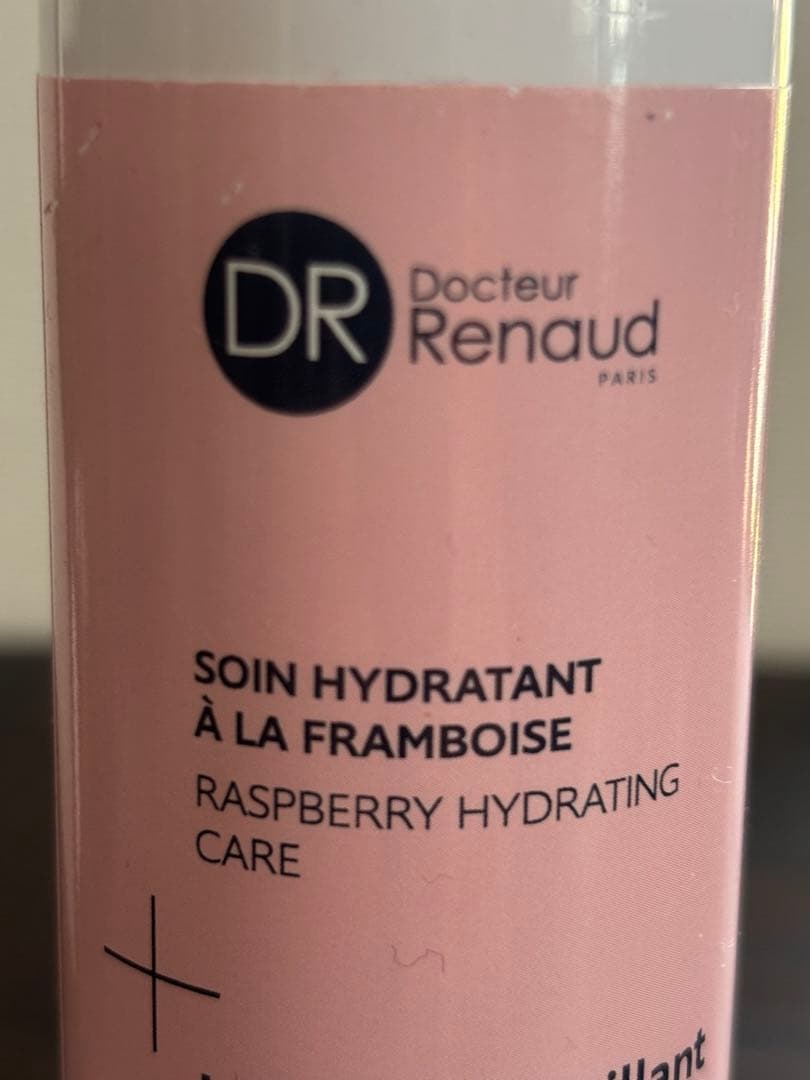 DR
Docteur
Renaud
PARIS
SOIN HYDRATANT
À LA FRAMBOISE
RASPBERRY HYDRATING
CARE